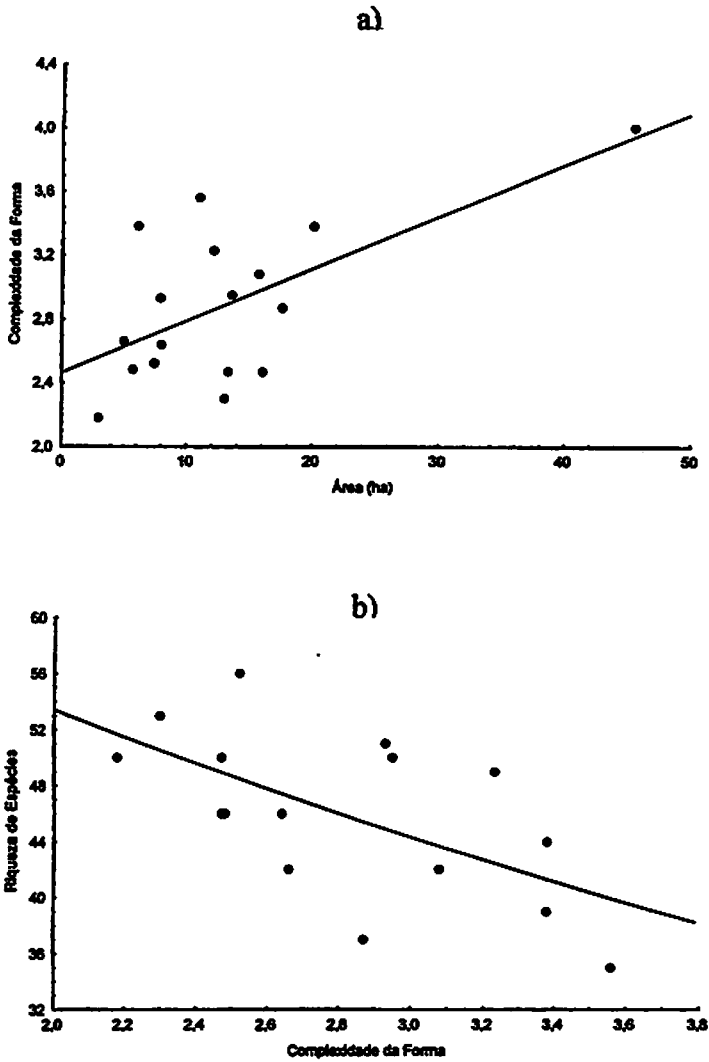 a)
4,4
4,0
3,6
3,2
2,8
2,4
2,0
Complexidade da Forma
0 10 20 30 40 50
Área (ha)
b)
60
56
52
48
44
40
36
32
Riqueza de Espécies
2,0 2,2 2,4 2,6 2,8 3,0 3,2 3,4 3,6 3,8
Complexidade da Forma